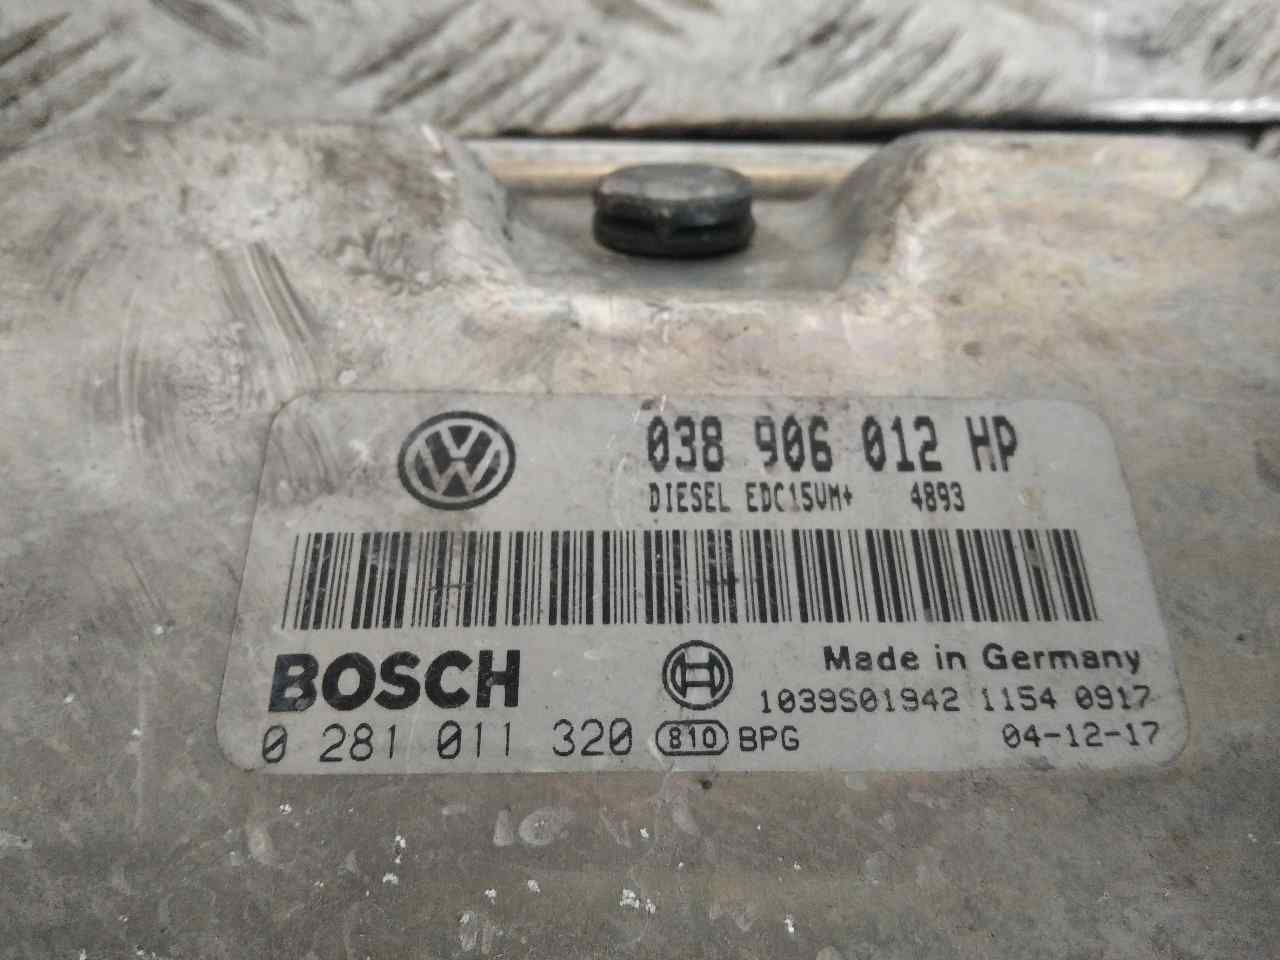 038 906 012 HP
DIESEL EDC15VM+ 4893
BOSCH
Made in Germany
1039S01942 1154 0917
0 281 011 320 810 BPG 04-12-17